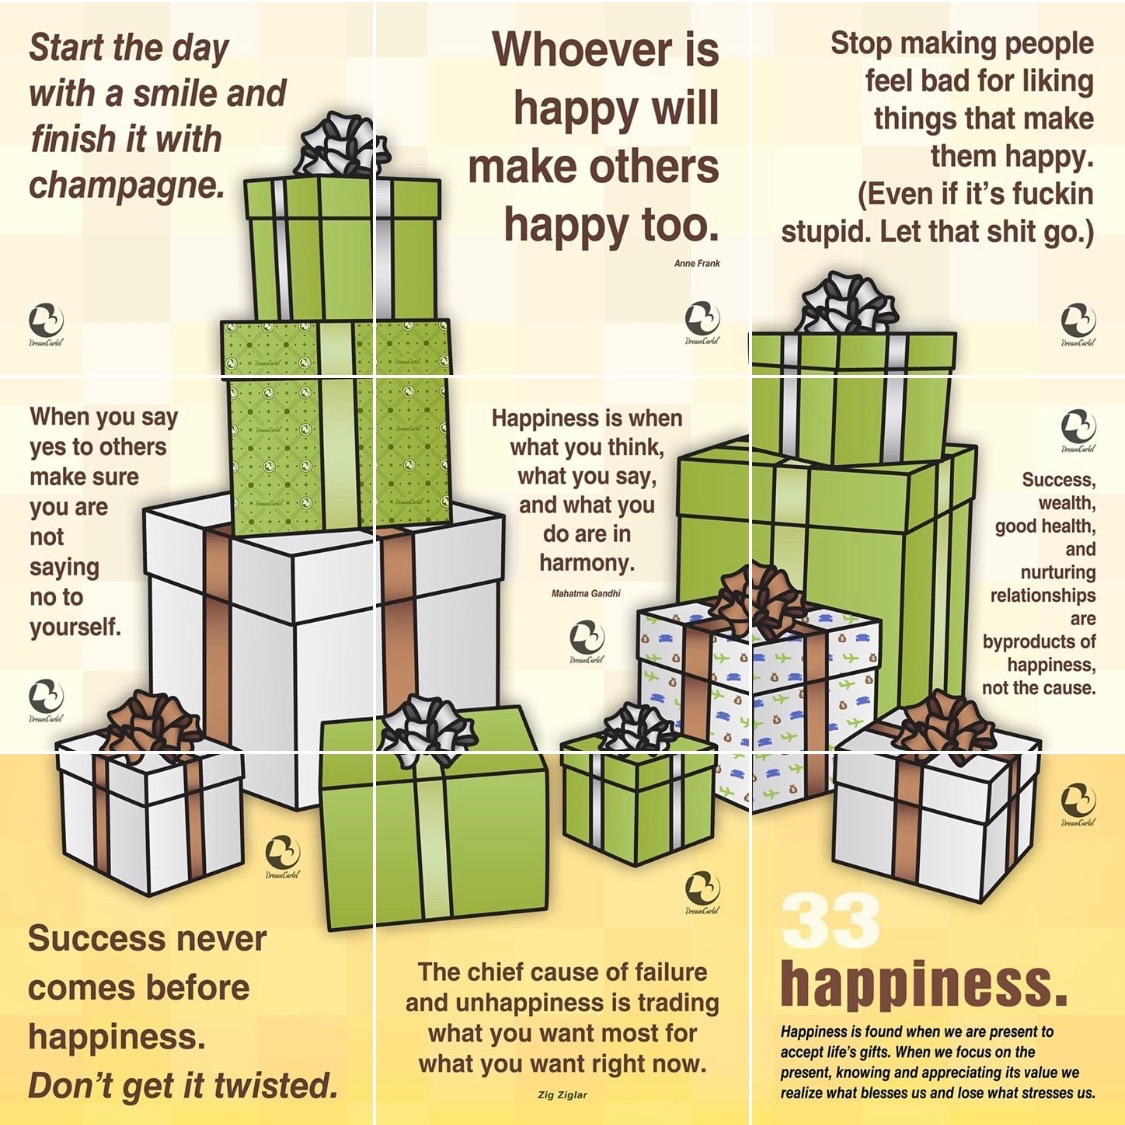 Start the day
with a smile and
finish it with
champagne.
DreamCartel
Whoever is
happy will
make others
happy too.
Anne Frank
DreamCartel
Stop making people
feel bad for liking
things that make
them happy.
(Even if it's fuckin
stupid. Let that shit go.)
DreamCartel
When you say
yes to others
make sure
you are
not
saying
no to
yourself.
DreamCartel
Happiness is when
what you think,
what you say,
and what you
do are in
harmony.
Mahatma Gandhi
DreamCartel
DreamCartel
Success,
wealth,
good health,
and
nurturing
relationships
are
byproducts of
happiness,
not the cause.
DreamCartel
Success never
comes before
happiness.
Don't get it twisted.
DreamCartel
The chief cause of failure
and unhappiness is trading
what you want most for
what you want right now.
Zig Ziglar
DreamCartel
33
happiness.
Happiness is found when we are present to
accept life's gifts. When we focus on the
present, knowing and appreciating its value we
realize what blesses us and lose what stresses us.